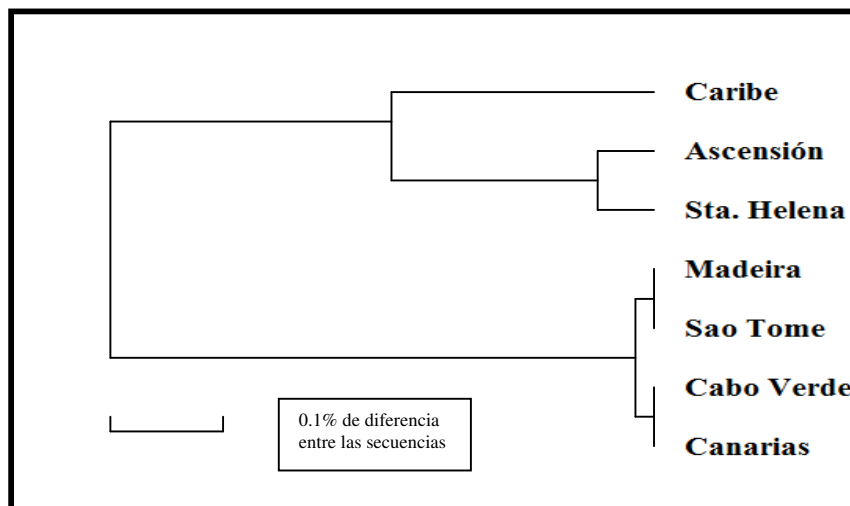 Caribe
Ascensión
Sta. Helena
Madeira
Sao Tome
Cabo Verde
Canarias
0.1% de diferencia
entre las secuencias